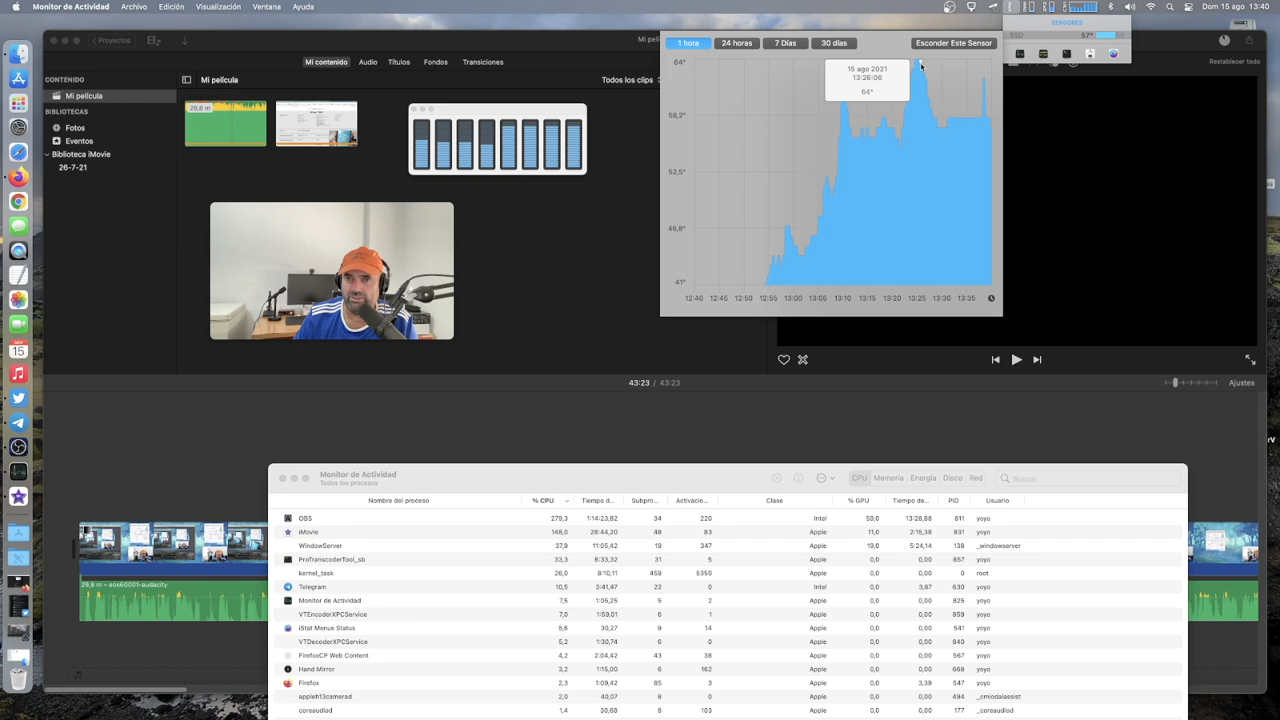 Monitor de Actividad Archivo Edición Visualización Ventana Ayuda
Dom 15 ago 13:40
SENSORES
SSD 57°
Proyectos
Mi pelí
1 hora 24 horas 7 Días 30 días Esconder Este Sensor
Mi contenido Audio Títulos Fondos Transiciones
Restablecer todo
CONTENIDO
Mi película
Todos los clips
Mi película
BIBLIOTECAS
Fotos
Eventos
Biblioteca iMovie
26-7-21
29,8 m
64°
15 ago 2021
13:26:06
64°
58,2°
52,5°
46,8°
41°
12:40 12:45 12:50 12:55 13:00 13:05 13:10 13:15 13:20 13:25 13:30 13:35
43:23 / 43:23
Ajustes
15
29,8 m – eos60001-audacity
Monitor de Actividad
Todos los procesos
CPU Memoria Energía Disco Red
Buscar
Nombre del proceso % CPU Tiempo d... Subpro... Activacio... Clase % GPU Tiempo de... PID Usuario
OBS 279,3 1:14:23,82 34 220 Intel 59,0 13:28,88 811 yoyo
iMovie 148,0 28:44,20 48 83 Apple 11,0 2:15,38 831 yoyo
WindowServer 37,9 11:05,42 19 347 Apple 19,0 5:24,14 138 _windowserver
ProTranscoderTool_sb 33,3 8:33,32 31 5 Apple 0,0 0,00 857 yoyo
kernel_task 26,0 8:10,11 459 5350 Apple 0,0 0,00 0 root
Telegram 10,5 3:41,47 22 0 Intel 0,0 3,87 630 yoyo
Monitor de Actividad 7,5 1:05,25 5 2 Apple 0,0 0,00 825 yoyo
VTEncoderXPCService 7,0 1:59,01 6 1 Apple 0,0 0,00 859 yoyo
iStat Menus Status 5,6 30,27 9 14 Apple 0,0 0,00 541 yoyo
VTDecoderXPCService 5,2 1:30,74 6 0 Apple 0,0 0,00 840 yoyo
FirefoxCP Web Content 4,2 2:04,42 43 38 Apple 0,0 0,00 567 yoyo
Hand Mirror 3,2 1:15,00 6 162 Apple 0,0 0,00 668 yoyo
Firefox 2,3 1:09,42 85 3 Apple 0,0 3,39 547 yoyo
appleh13camerad 2,0 40,07 8 0 Apple 0,0 0,00 494 _cmiodalassist
coreaudiod 1,4 30,68 8 103 Apple 0,0 0,00 177 _coreaudiod